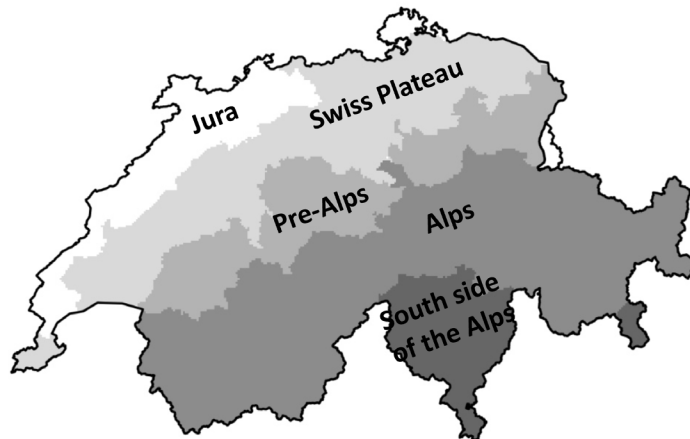 Jura
Swiss Plateau
Pre-Alps
Alps
South side
of the Alps